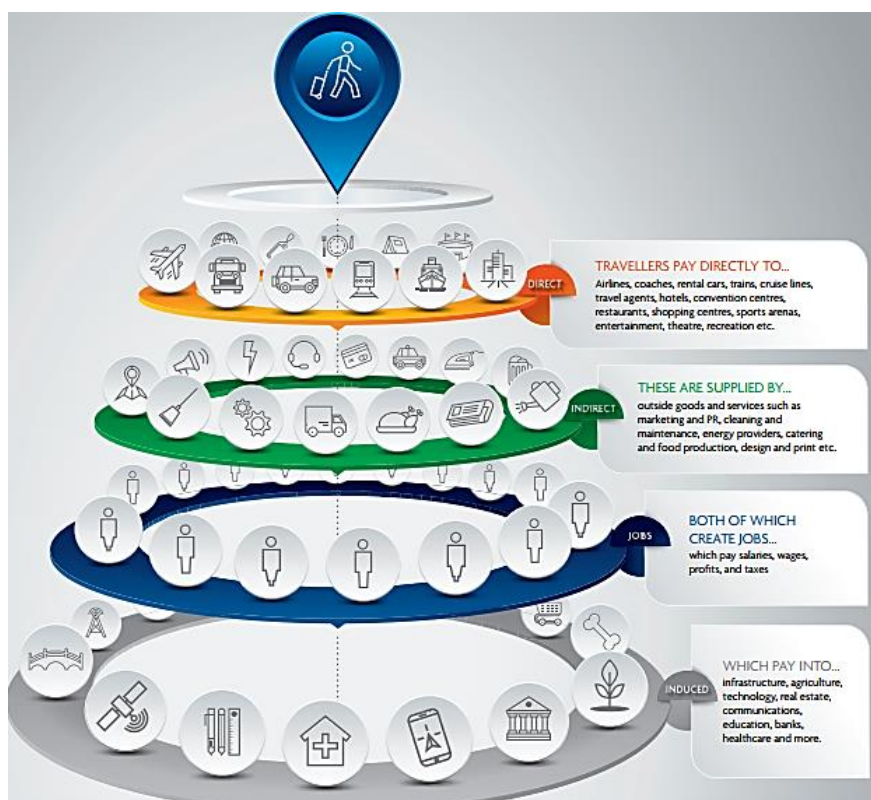 TRAVELLERS PAY DIRECTLY TO...
Airlines, coaches, rental cars, trains, cruise lines,
travel agents, hotels, convention centres,
restaurants, shopping centres, sports arenas,
entertainment, theatre, recreation etc.
DIRECT
THESE ARE SUPPLIED BY...
outside goods and services such as
marketing and PR, cleaning and
maintenance, energy providers, catering
and food production, design and print etc.
INDIRECT
BOTH OF WHICH
CREATE JOBS...
which pay salaries, wages,
profits, and taxes
JOBS
WHICH PAY INTO...
infrastructure, agriculture,
technology, real estate,
communications,
education, banks,
healthcare and more.
INDUCED